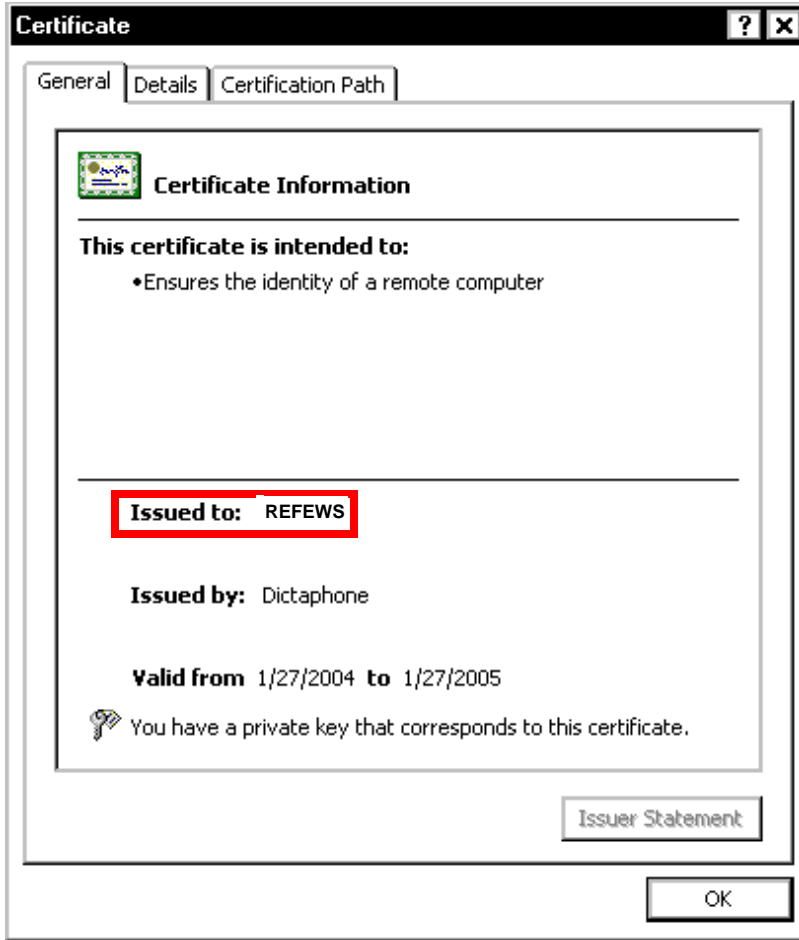 Certificate
? X
General Details Certification Path
Certificate Information
This certificate is intended to:
•Ensures the identity of a remote computer
Issued to: REFEWS
Issued by: Dictaphone
Valid from 1/27/2004 to 1/27/2005
You have a private key that corresponds to this certificate.
Issuer Statement
OK